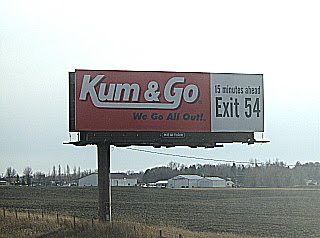 Kum & Go
We Go All Out!
15 minutes ahead
Exit 54